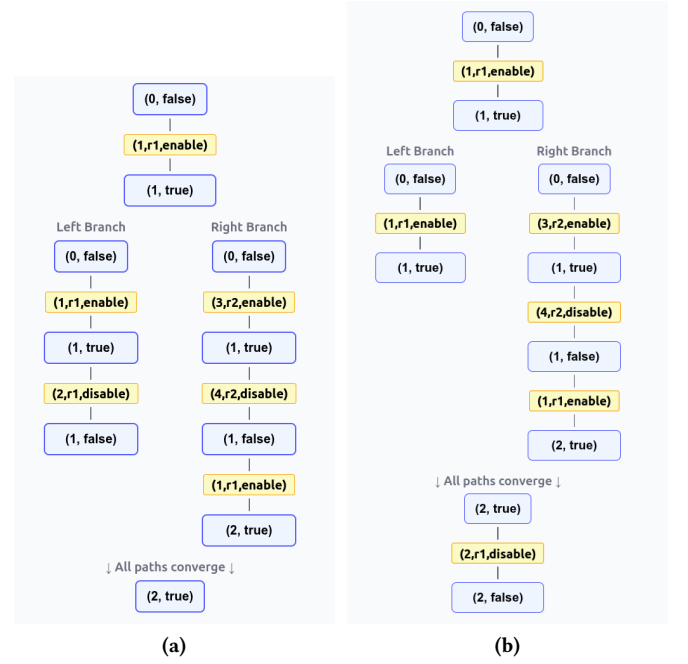 (0, false)
(1,r1,enable)
(1, true)
Left Branch
(0, false)
(1,r1,enable)
(1, true)
(2,r1,disable)
(1, false)
Right Branch
(0, false)
(3,r2,enable)
(1, true)
(4,r2,disable)
(1, false)
(1,r1,enable)
(2, true)
↓ All paths converge ↓
(2, true)
(a)
(0, false)
(1,r1,enable)
(1, true)
Left Branch
(0, false)
(1,r1,enable)
(1, true)
Right Branch
(0, false)
(3,r2,enable)
(1, true)
(4,r2,disable)
(1, false)
(1,r1,enable)
(2, true)
↓ All paths converge ↓
(2, true)
(2,r1,disable)
(2, false)
(b)